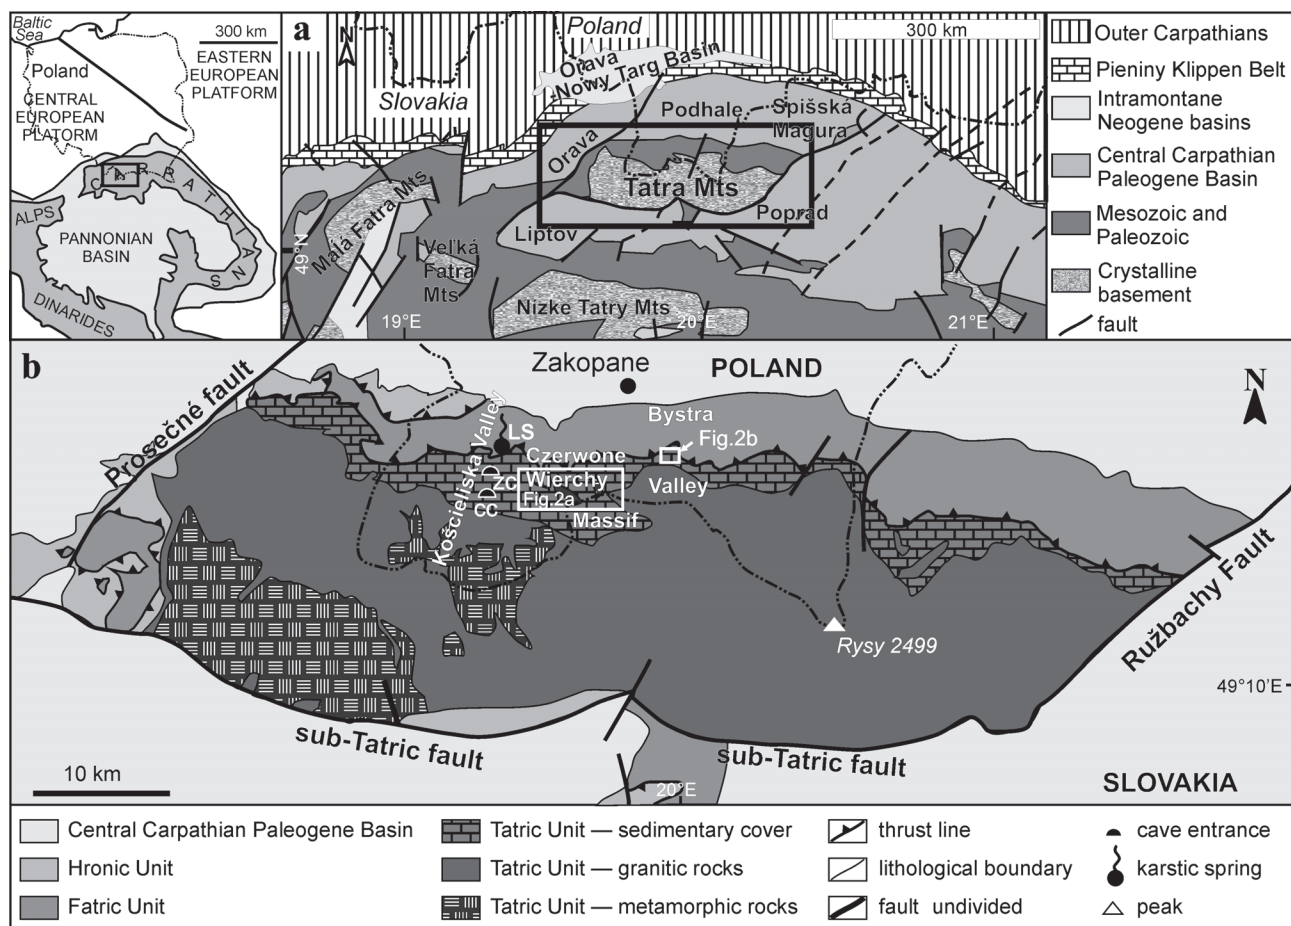 Baltic
Sea
300 km
EASTERN
EUROPEAN
PLATFORM
Poland
CENTRAL
EUROPEAN
PLATORM
CARPATHIANS
ALPS
PANNONIAN
BASIN
DINARIDES
a
N
Poland
300 km
Orava
-Nowy Targ Basin
Slovakia
Podhale
Spišská
Magura
Orava
Tatra Mts
Poprad
Liptov
Mala Fatra Mts
49°N
Veľká
Fatra
Mts
Nizke Tatry Mts
19°E
20°E
21°E
Outer Carpathians
Pieniny Klippen Belt
Intramontane
Neogene basins
Central Carpathian
Paleogene Basin
Mesozoic and
Paleozoic
Crystalline
basement
fault
b
Zakopane
POLAND
N
Prosečné fault
Kościeliska Valley
LS
Bystra
Fig.2b
Czerwone
ZC
Wierchy
Fig.2a
Valley
CC
Massif
Rysy 2499
Ružbachy Fault
49°10'E
sub-Tatric fault
sub-Tatric fault
10 km
20°E
SLOVAKIA
Central Carpathian Paleogene Basin
Hronic Unit
Fatric Unit
Tatric Unit — sedimentary cover
Tatric Unit — granitic rocks
Tatric Unit — metamorphic rocks
thrust line
lithological boundary
fault undivided
cave entrance
karstic spring
peak